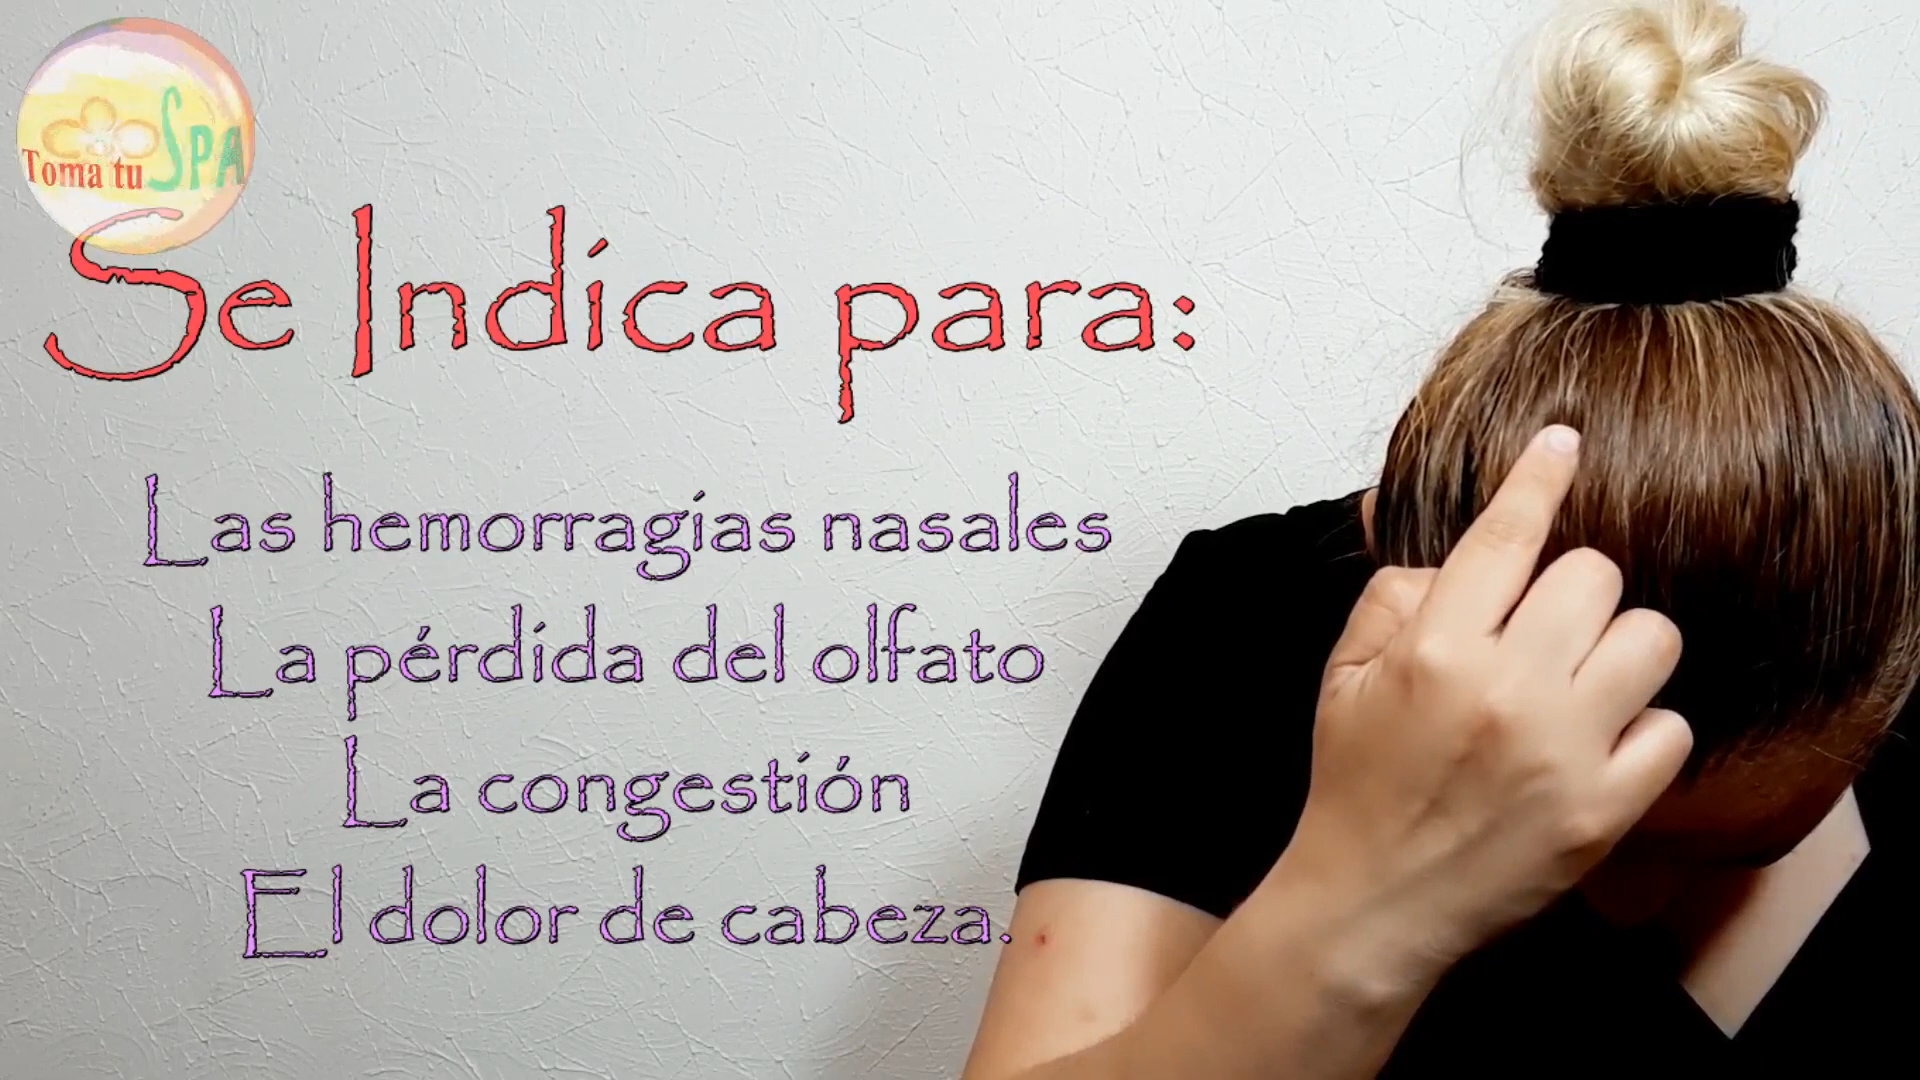 Toma tu SPA
Se Indica para:
Las hemorragias nasales
La pérdida del olfato
La congestión
El dolor de cabeza.